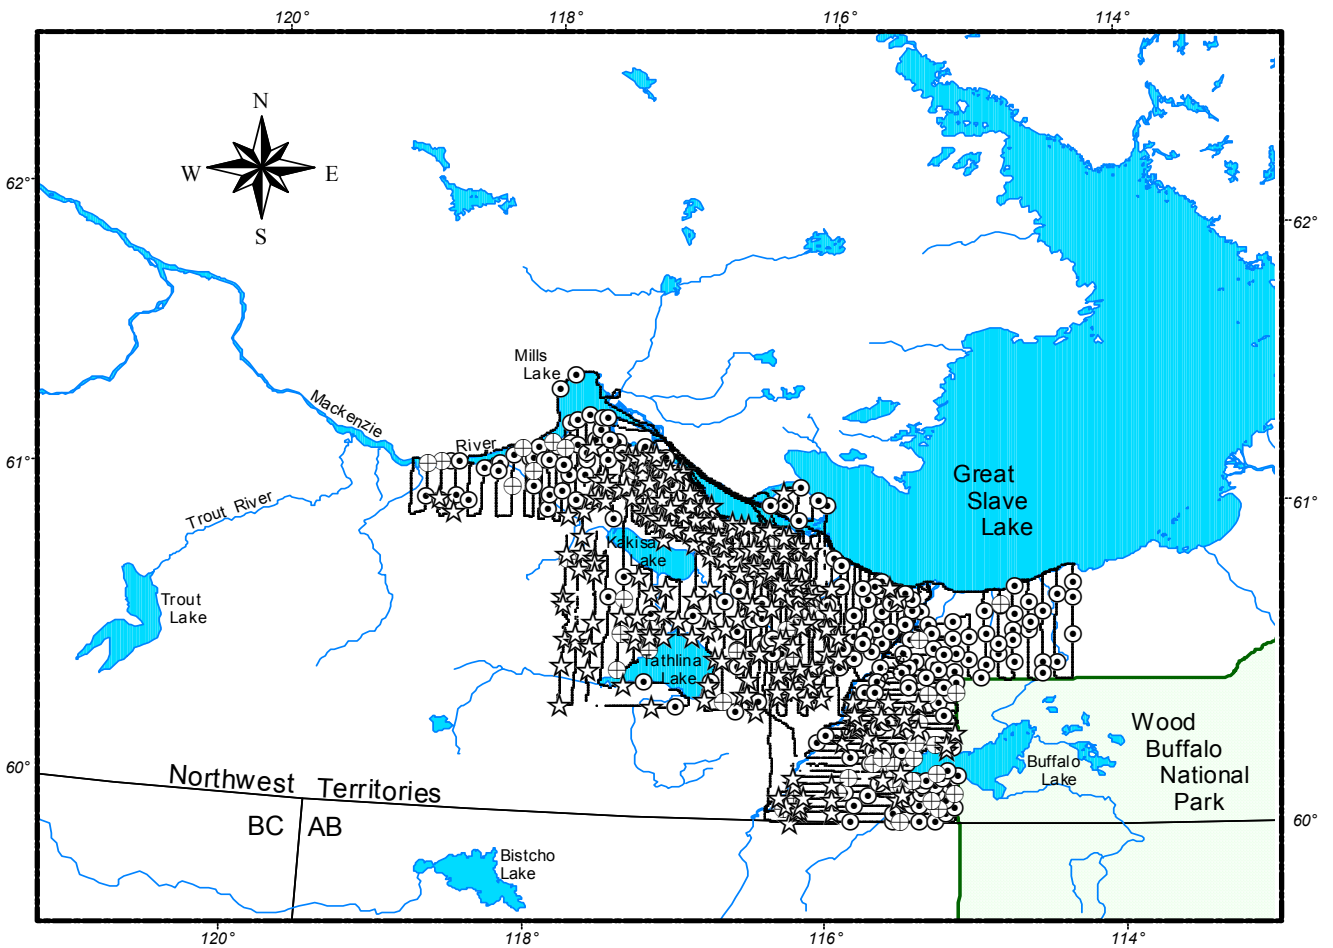 120°
118°
116°
114°
N
W
E
S
62°
62°
Mills
Lake
Mackenzie
River
61°
61°
Great
Slave
Lake
Trout River
Kakisa
Lake
Trout
Lake
Tathlina
Lake
Wood
Buffalo
National
Park
Buffalo
Lake
60°
60°
Northwest Territories
BC
AB
Bistcho
Lake
120°
118°
116°
114°